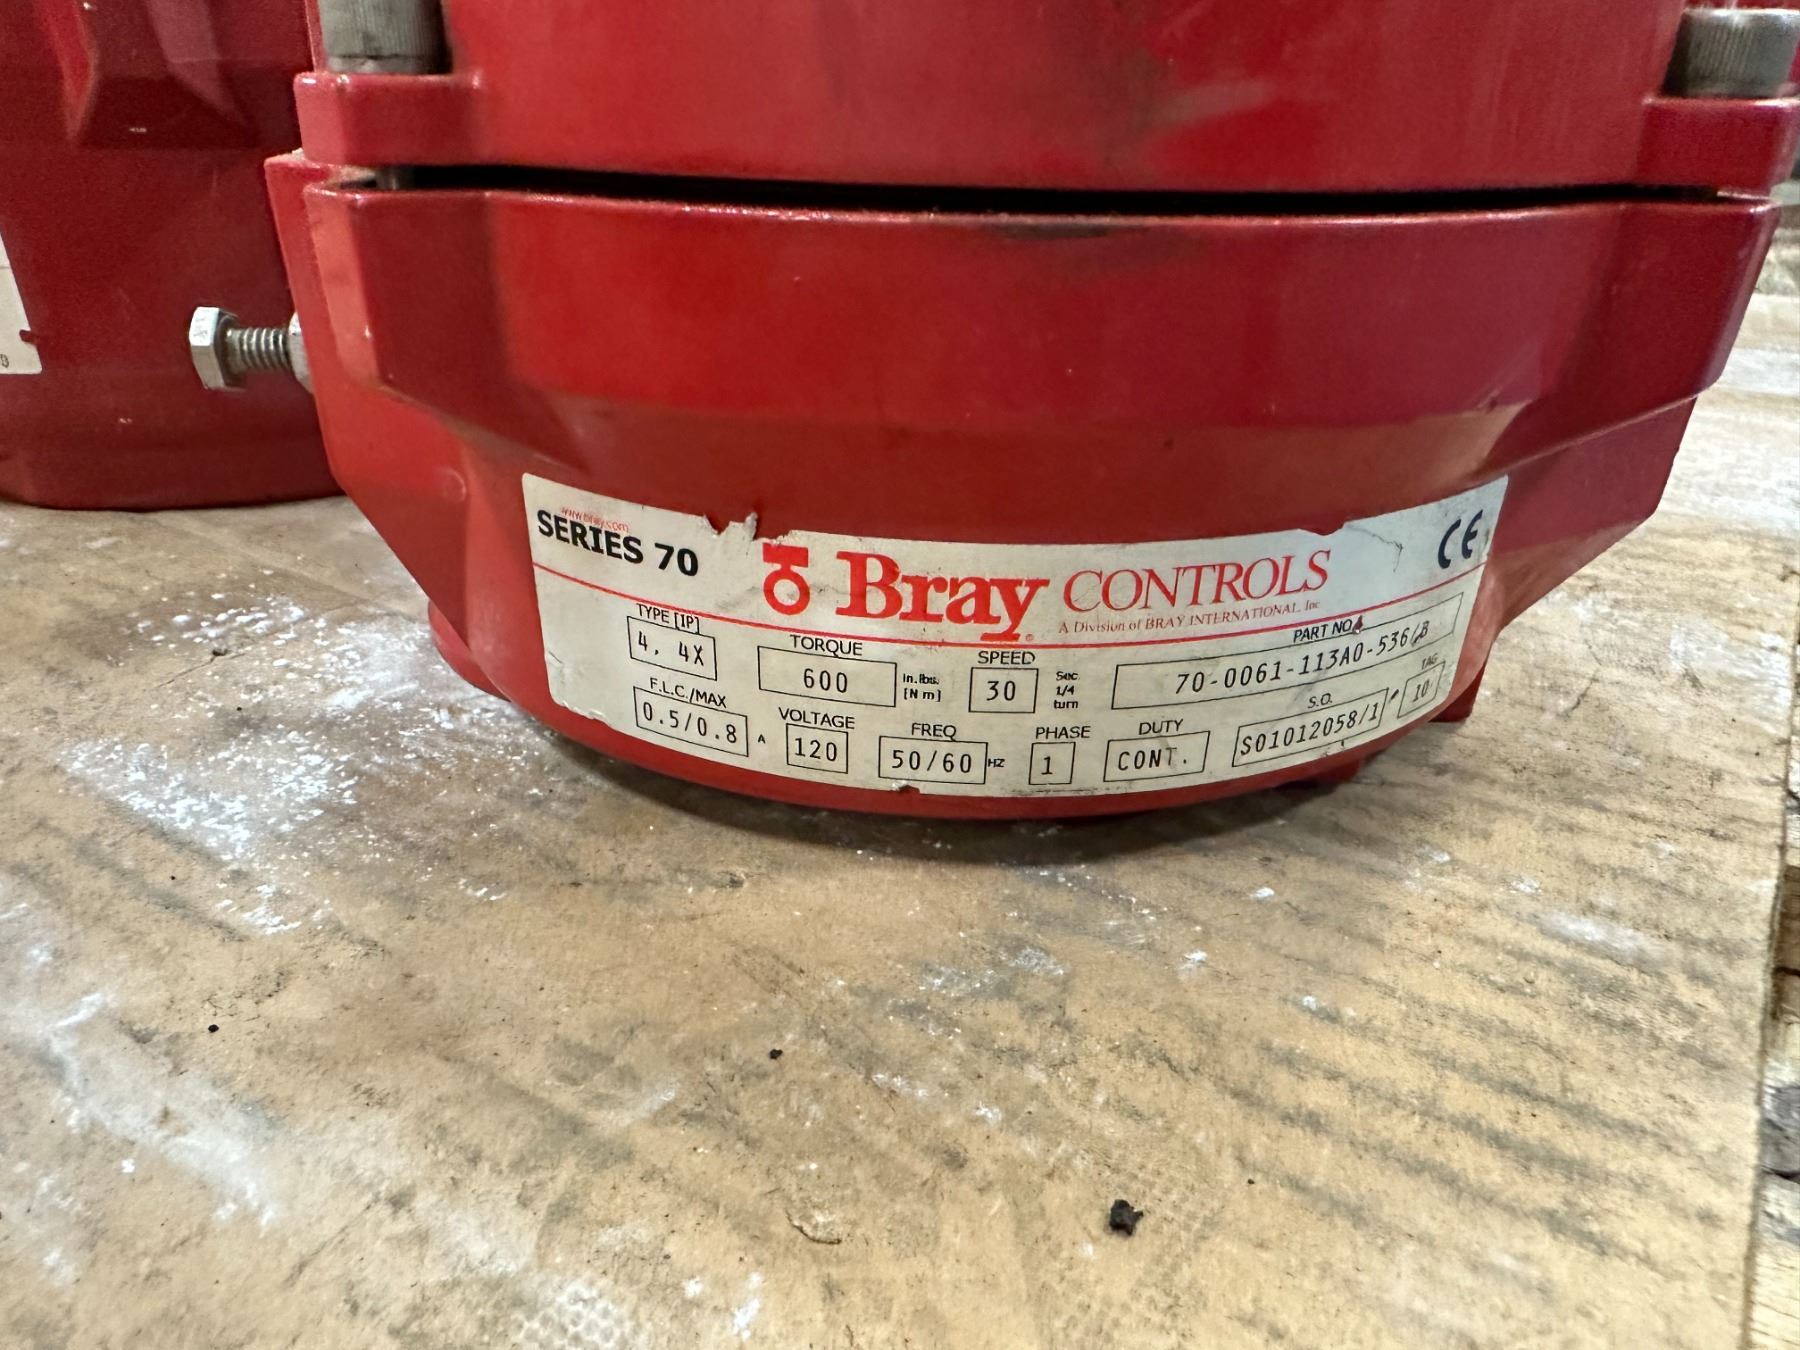 www.bray.com
SERIES 70
Bray CONTROLS
A Division of BRAY INTERNATIONAL, Inc
CE
TYPE [IP]
4, 4X
TORQUE
600 in.lbs. [Nm]
SPEED
30 Sec 1/4 turn
PART NO.
70-0061-113A0-536/B
F.L.C./MAX
0.5/0.8 A
VOLTAGE
120
FREQ
50/60 HZ
PHASE
1
DUTY
CONT.
S.O.
S01012058/1
TAG
10